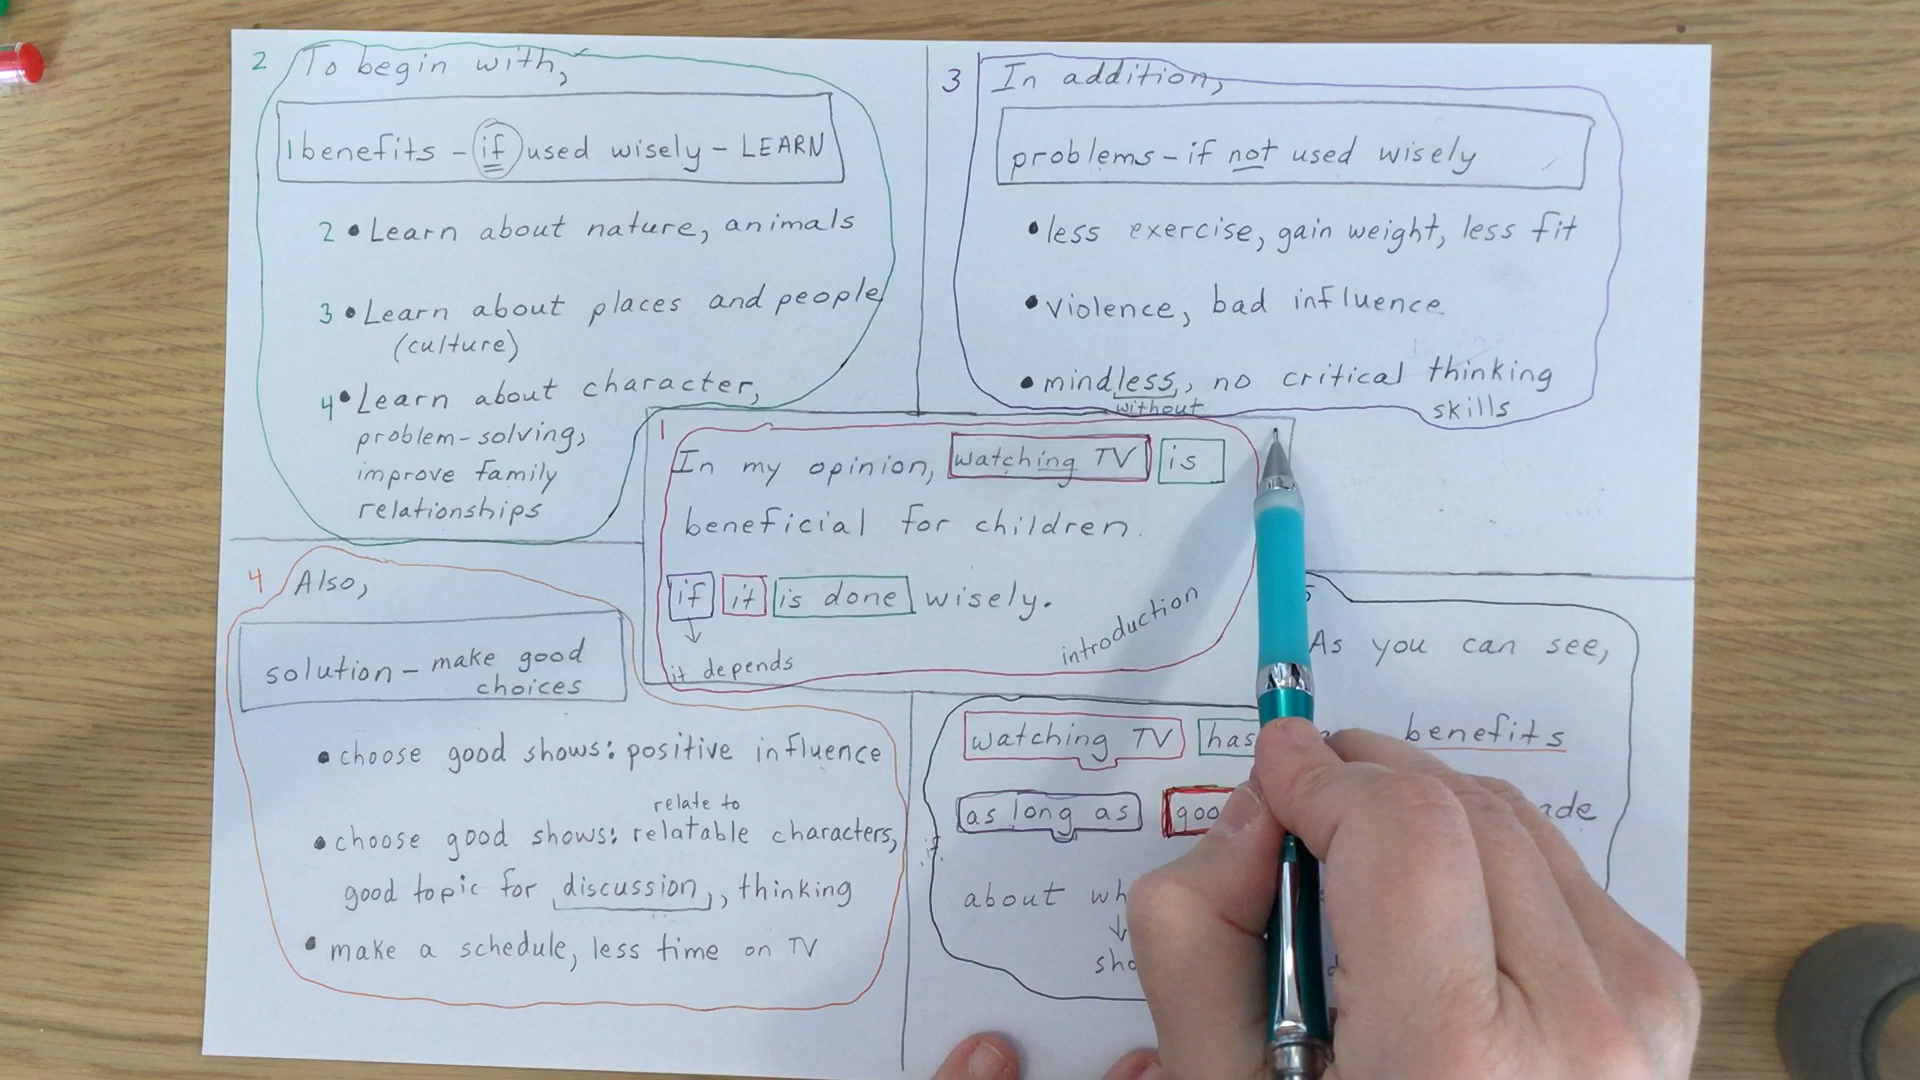 2 To begin with,
1 benefits - if used wisely - LEARN
2 • Learn about nature, animals
3 • Learn about places and people
(culture)
4 • Learn about character,
problem-solving,
improve family
relationships
3 In addition,
problems - if not used wisely
• less exercise, gain weight, less fit
• violence, bad influence
• mindless, no critical thinking
without
skills
1
In my opinion, watching TV is
beneficial for children.
if it is done wisely.
it depends
introduction
4 Also,
solution - make good
choices
• choose good shows: positive influence
relate to
• choose good shows: relatable characters,
good topic for discussion, thinking
• make a schedule, less time on TV
5
As you can see,
watching TV has benefits
as long as
if
about